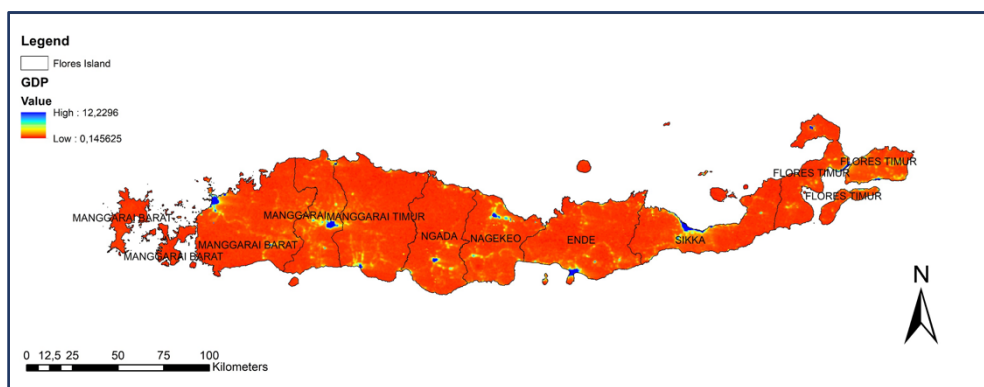 Legend
Flores Island
GDP
Value
High : 12,2296
Low : 0,145625
FLORES TIMUR
FLORES TIMUR
FLORES TIMUR
MANGGARAI BARAT
MANGGARAI
MANGGARAI TIMUR
NGADA
NAGEKEO
ENDE
SIKKA
MANGGARAI BARAT
MANGGARAI BARAT
N
0 12,5 25 50 75 100
Kilometers